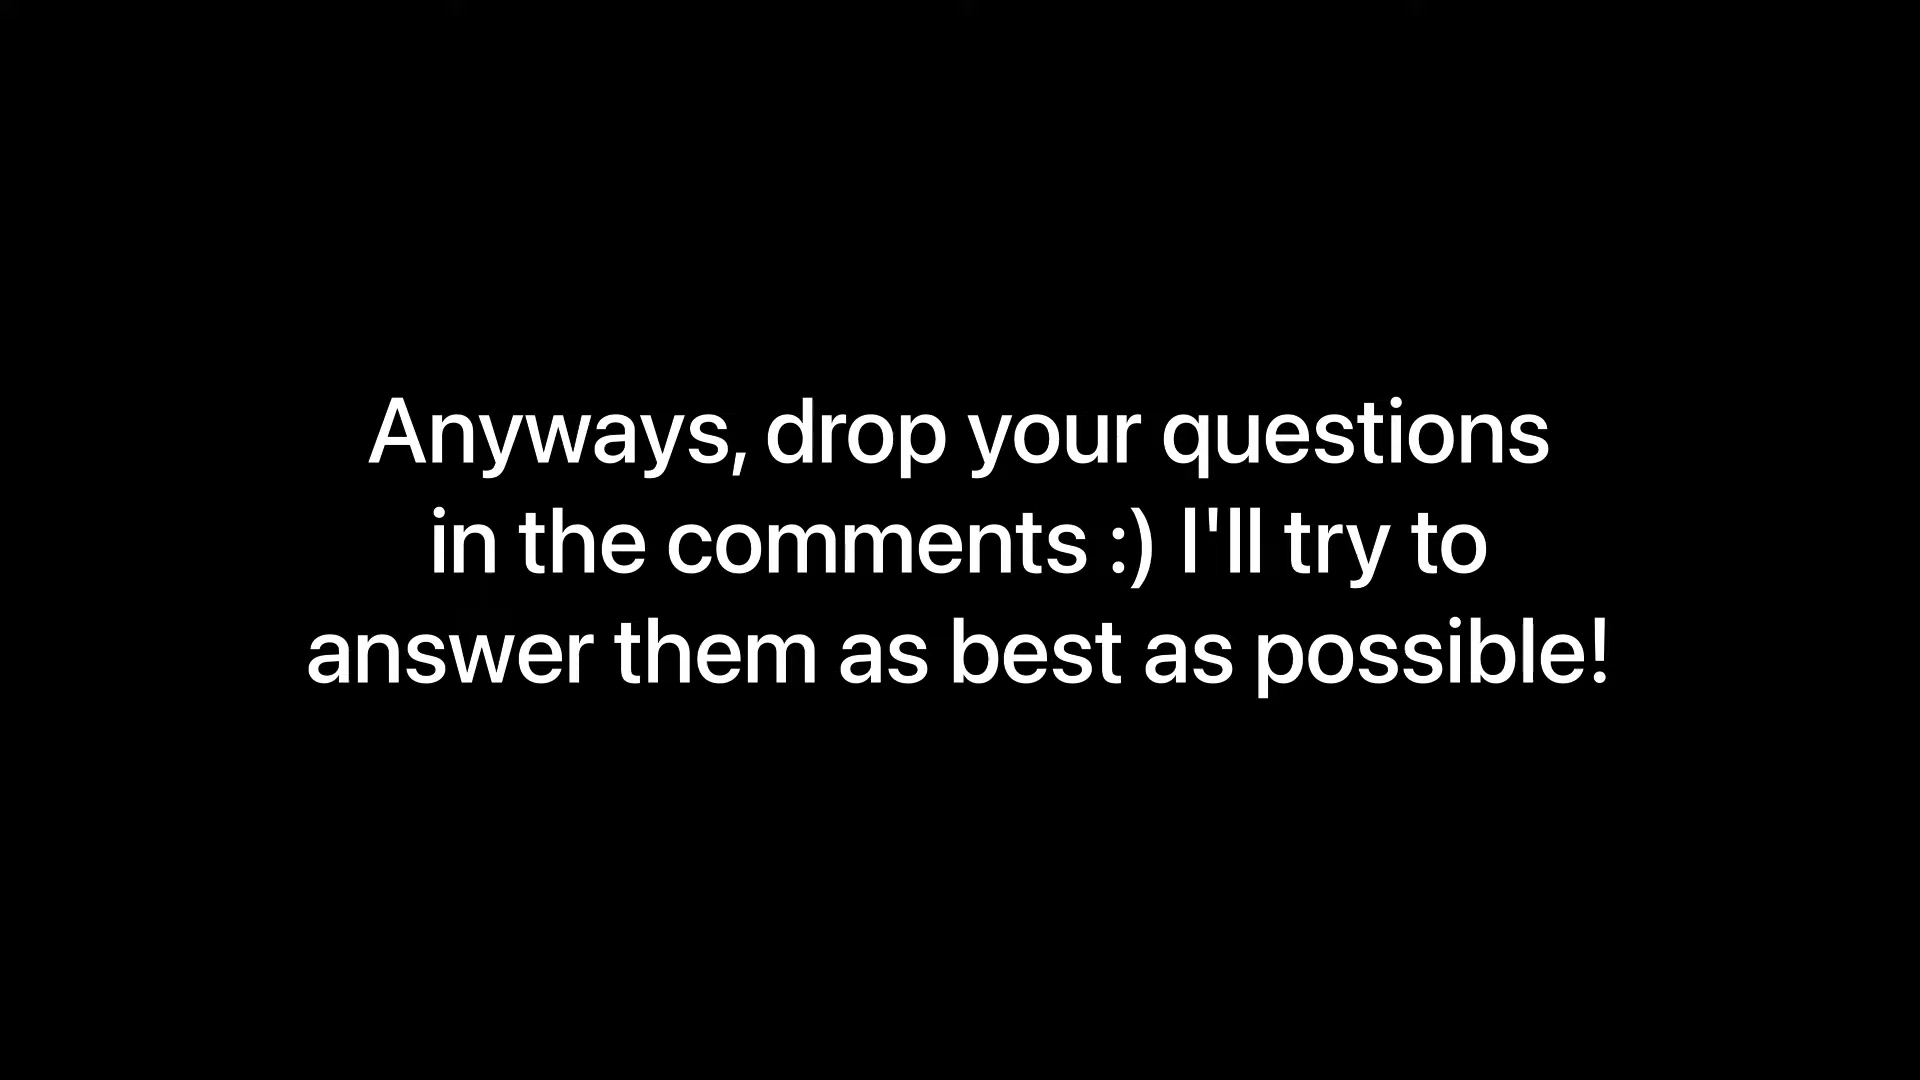 Anyways, drop your questions
in the comments :) I'll try to
answer them as best as possible!